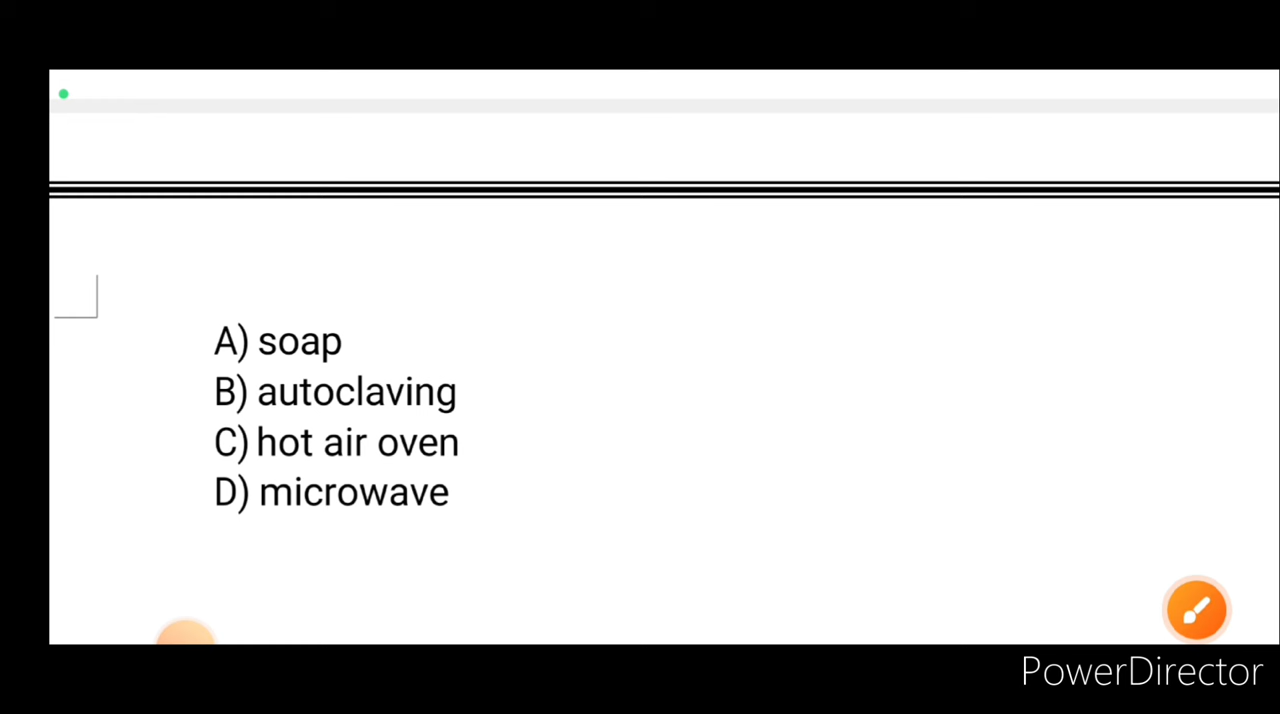 A) soap
B) autoclaving
C) hot air oven
D) microwave
PowerDirector